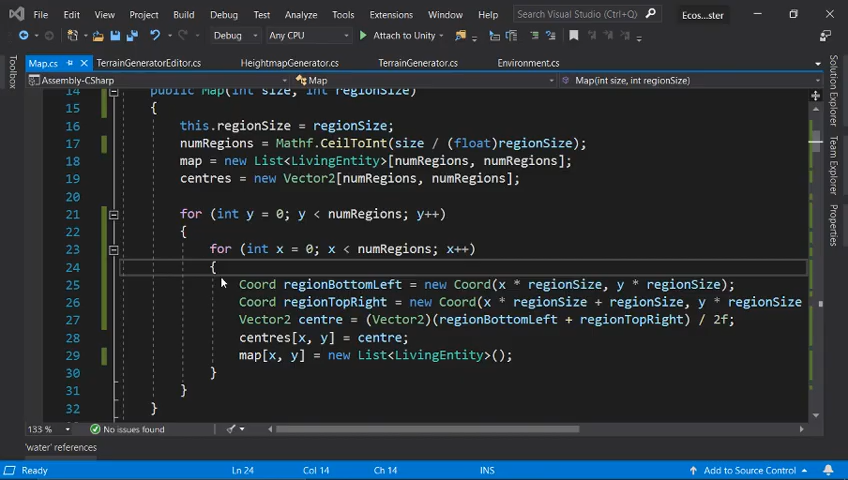 File Edit View Git Project Build Debug Test Analyze Tools Extensions Window Help Search Visual Studio (Ctrl+Q) Ecos...ster
Debug Any CPU Attach to Unity
Map.cs TerrainGeneratorEditor.cs HeightmapGenerator.cs TerrainGenerator.cs Environment.cs
Assembly-CSharp Map Map(int size, int regionSize)
14 public Map(int size, int regionSize)
15 {
16 this.regionSize = regionSize;
17 numRegions = Mathf.CeilToInt(size / (float)regionSize);
18 map = new List<LivingEntity>[numRegions, numRegions];
19 centres = new Vector2[numRegions, numRegions];
20
21 for (int y = 0; y < numRegions; y++)
22 {
23 for (int x = 0; x < numRegions; x++)
24 {
25 Coord regionBottomLeft = new Coord(x * regionSize, y * regionSize);
26 Coord regionTopRight = new Coord(x * regionSize + regionSize, y * regionSize
27 Vector2 centre = (Vector2)(regionBottomLeft + regionTopRight) / 2f;
28 centres[x, y] = centre;
29 map[x, y] = new List<LivingEntity>();
30 }
31 }
32 }
133 % No issues found
'water' references
Ready Ln 24 Col 14 Ch 14 INS Add to Source Control
Toolbox
Solution Explorer
Team Explorer
Properties